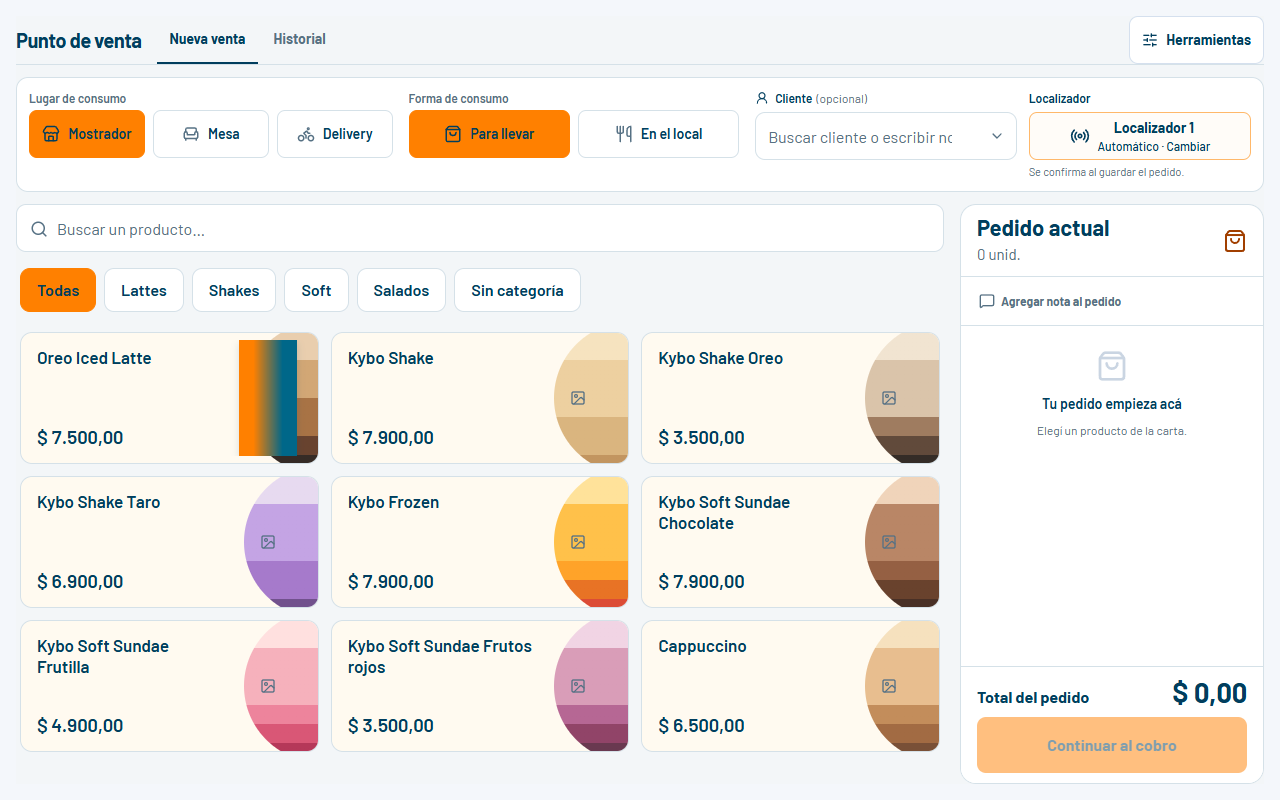 Punto de venta
Nueva venta
Historial
Herramientas
Lugar de consumo
Mostrador
Mesa
Delivery
Forma de consumo
Para llevar
En el local
Cliente (opcional)
Buscar cliente o escribir no
Localizador
Localizador 1
Automático · Cambiar
Se confirma al guardar el pedido.
Buscar un producto...
Todas
Lattes
Shakes
Soft
Salados
Sin categoría
Oreo Iced Latte
$ 7.500,00
Kybo Shake
$ 7.900,00
Kybo Shake Oreo
$ 3.500,00
Kybo Shake Taro
$ 6.900,00
Kybo Frozen
$ 7.900,00
Kybo Soft Sundae
Chocolate
$ 7.900,00
Kybo Soft Sundae
Frutilla
$ 4.900,00
Kybo Soft Sundae Frutos
rojos
$ 3.500,00
Cappuccino
$ 6.500,00
Pedido actual
0 unid.
Agregar nota al pedido
Tu pedido empieza acá
Elegí un producto de la carta.
Total del pedido
$ 0,00
Continuar al cobro